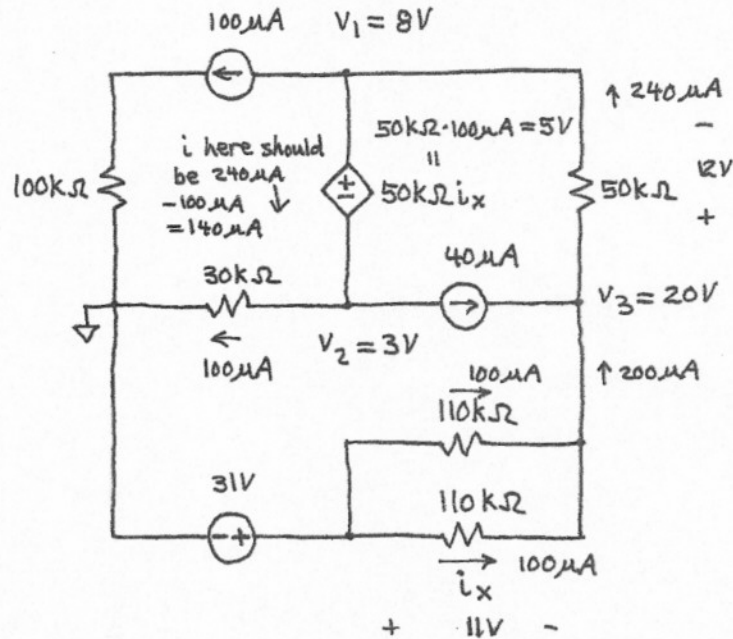 100µA
V₁ = 8V
↑ 240µA
50kΩ·100µA = 5V
−
i here should
be 240µA
-100µA ↓
= 140µA
100kΩ
=
50kΩ iₓ
±
50kΩ
12V
+
30kΩ
40µA
100µA
V₂ = 3V
V₃ = 20V
↑ 200µA
100µA
110kΩ
31V
- +
110kΩ
iₓ 100µA
+ 11V -